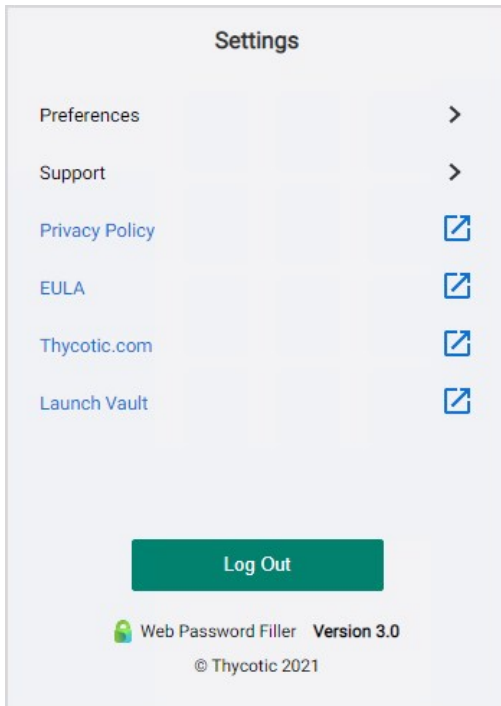 Settings
Preferences
Support
Privacy Policy
EULA
Thycotic.com
Launch Vault
Log Out
Web Password Filler Version 3.0
© Thycotic 2021